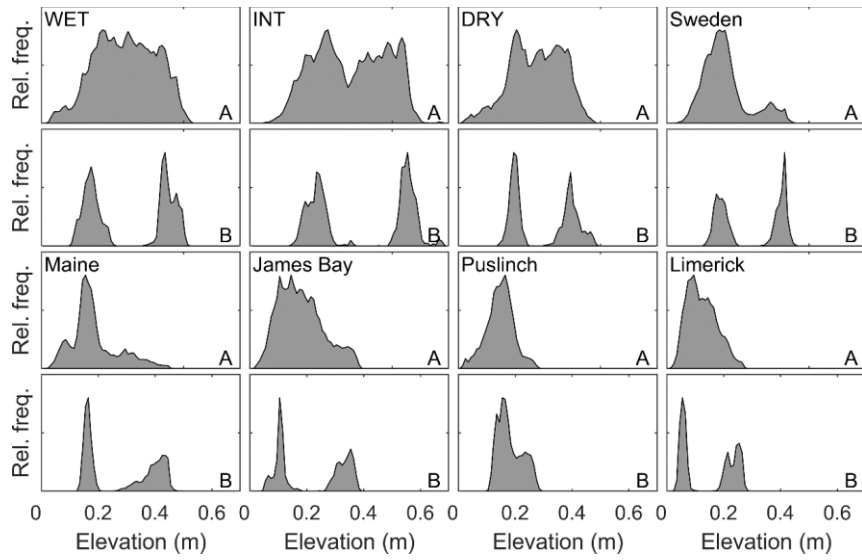 WET INT DRY Sweden
Rel. freq. A A A A
Rel. freq. B B B B
Maine James Bay Puslinch Limerick
Rel. freq. A A A A
Rel. freq. B B B B
0 0.2 0.4 0.6 0 0.2 0.4 0.6 0 0.2 0.4 0.6 0 0.2 0.4 0.6
Elevation (m) Elevation (m) Elevation (m) Elevation (m)